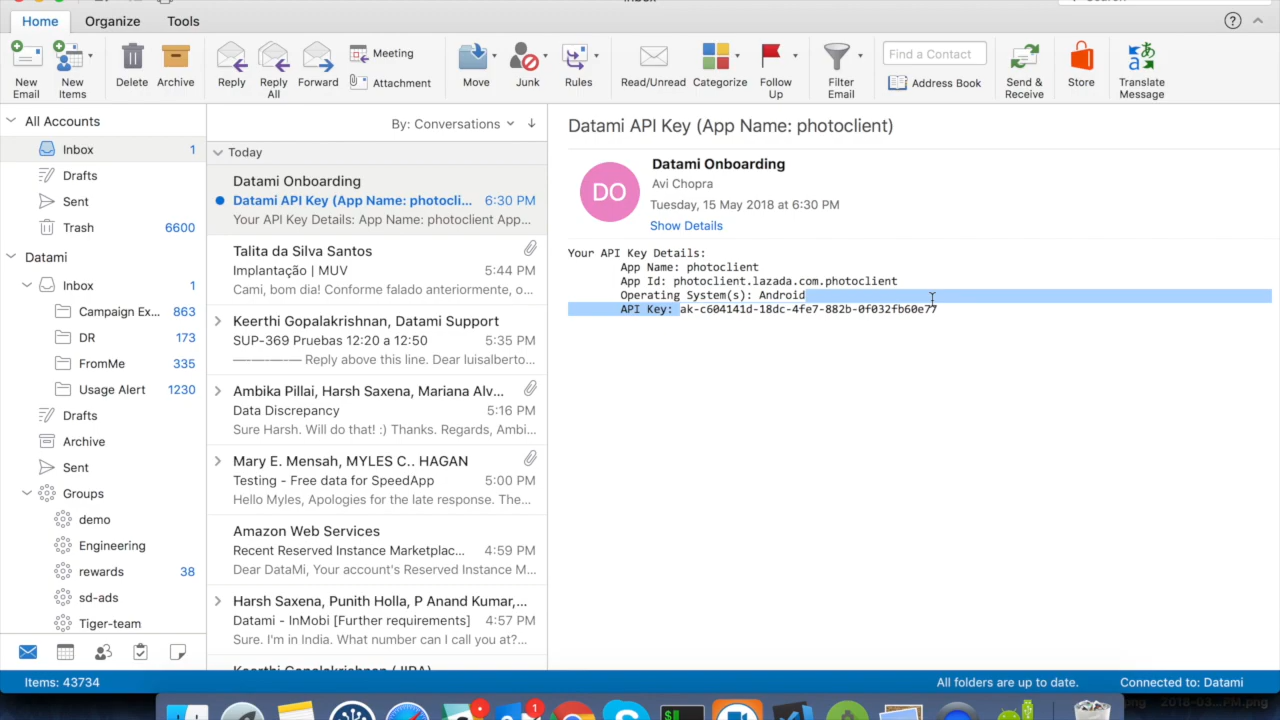 Home Organize Tools
New Email
New Items
Delete
Archive
Reply
Reply All
Forward
Meeting
Attachment
Move
Junk
Rules
Read/Unread
Categorize
Follow Up
Filter Email
Find a Contact
Address Book
Send & Receive
Store
Translate Message
All Accounts
Inbox 1
Drafts
Sent
Trash 6600
Datami
Inbox 1
Campaign Ex... 863
DR 173
FromMe 335
Usage Alert 1230
Drafts
Archive
Sent
Groups
demo
Engineering
rewards 38
sd-ads
Tiger-team
By: Conversations
Today
Datami Onboarding
Datami API Key (App Name: photocli... 6:30 PM
Your API Key Details: App Name: photoclient App...
Talita da Silva Santos
Implantação | MUV 5:44 PM
Cami, bom dia! Conforme falado anteriormente, o...
Keerthi Gopalakrishnan, Datami Support
SUP-369 Pruebas 12:20 a 12:50 5:35 PM
—-—-—-— Reply above this line. Dear luisalberto...
Ambika Pillai, Harsh Saxena, Mariana Alv...
Data Discrepancy 5:16 PM
Sure Harsh. Will do that! :) Thanks. Regards, Ambi...
Mary E. Mensah, MYLES C.. HAGAN
Testing - Free data for SpeedApp 5:00 PM
Hello Myles, Apologies for the late response. The...
Amazon Web Services
Recent Reserved Instance Marketplac... 4:59 PM
Dear DataMi, Your account's Reserved Instance M...
Harsh Saxena, Punith Holla, P Anand Kumar,...
Datami - InMobi [Further requirements] 4:57 PM
Sure. I'm in India. What number can I call you at?...
Datami API Key (App Name: photoclient)
DO
Datami Onboarding
Avi Chopra
Tuesday, 15 May 2018 at 6:30 PM
Show Details
Your API Key Details:
App Name: photoclient
App Id: photoclient.lazada.com.photoclient
Operating System(s): Android
API Key: ak-c604141d-18dc-4fe7-882b-0f032fb60e77
Items: 43734
All folders are up to date.
Connected to: Datami
1